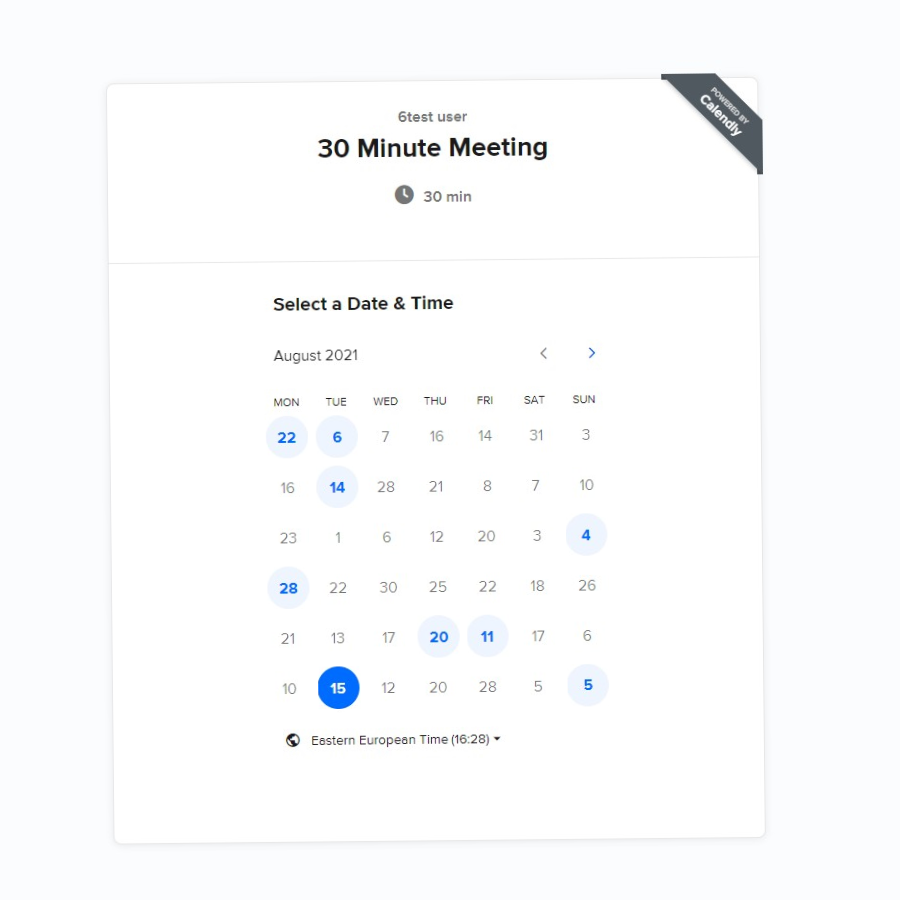 POWERED BY
Calendly
6test user
30 Minute Meeting
30 min
Select a Date & Time
August 2021
MON TUE WED THU FRI SAT SUN
22 6 7 16 14 31 3
16 14 28 21 8 7 10
23 1 6 12 20 3 4
28 22 30 25 22 18 26
21 13 17 20 11 17 6
10 15 12 20 28 5 5
Eastern European Time (16:28)